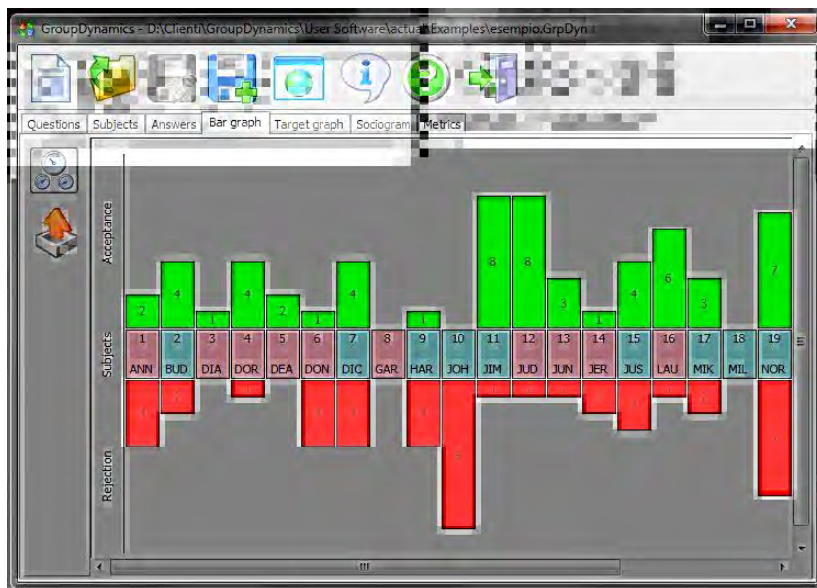 GroupDynamics - D:\Clienti\GroupDynamics\User Software\actual\Examples\esempio.GrpDyn
Questions Subjects Answers Bar graph Target graph Sociogram Metrics
Acceptance
8 8
7
6
4 4 4 4
3 3
2 2
1 1 1 1
Subjects
1 2 3 4 5 6 7 8 9 10 11 12 13 14 15 16 17 18 19
ANN BUD DIA DOR DEA DON DIC GAR HAR JOH JIM JUD JUN JER JUS LAU MIK MIL NOR
Rejection